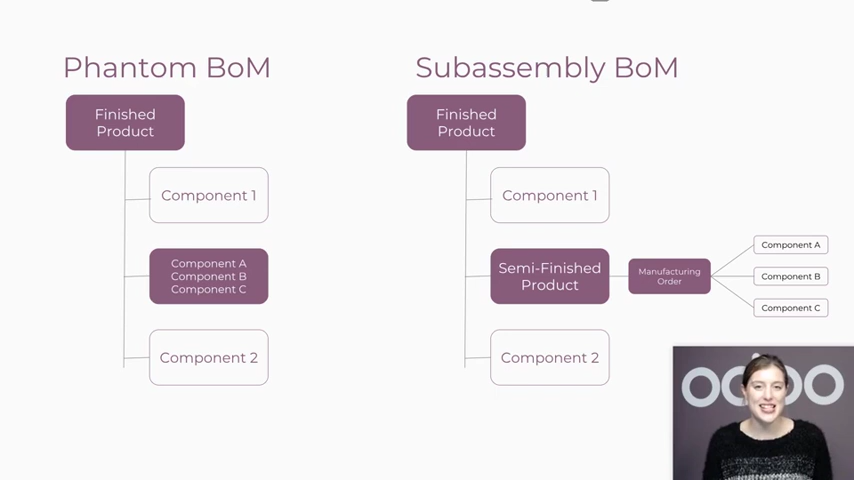 Phantom BoM
Finished
Product
Component 1
Component A
Component B
Component C
Component 2
Subassembly BoM
Finished
Product
Component 1
Semi-Finished
Product
Manufacturing
Order
Component A
Component B
Component C
Component 2
odoo